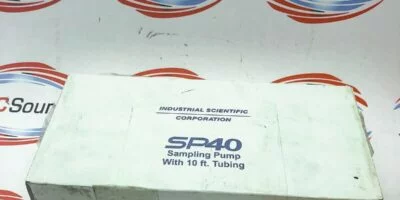 CSour
INDUSTRIAL SCIENTIFIC
CORPORATION
SP40
Sampling Pump
With 10 ft. Tubing